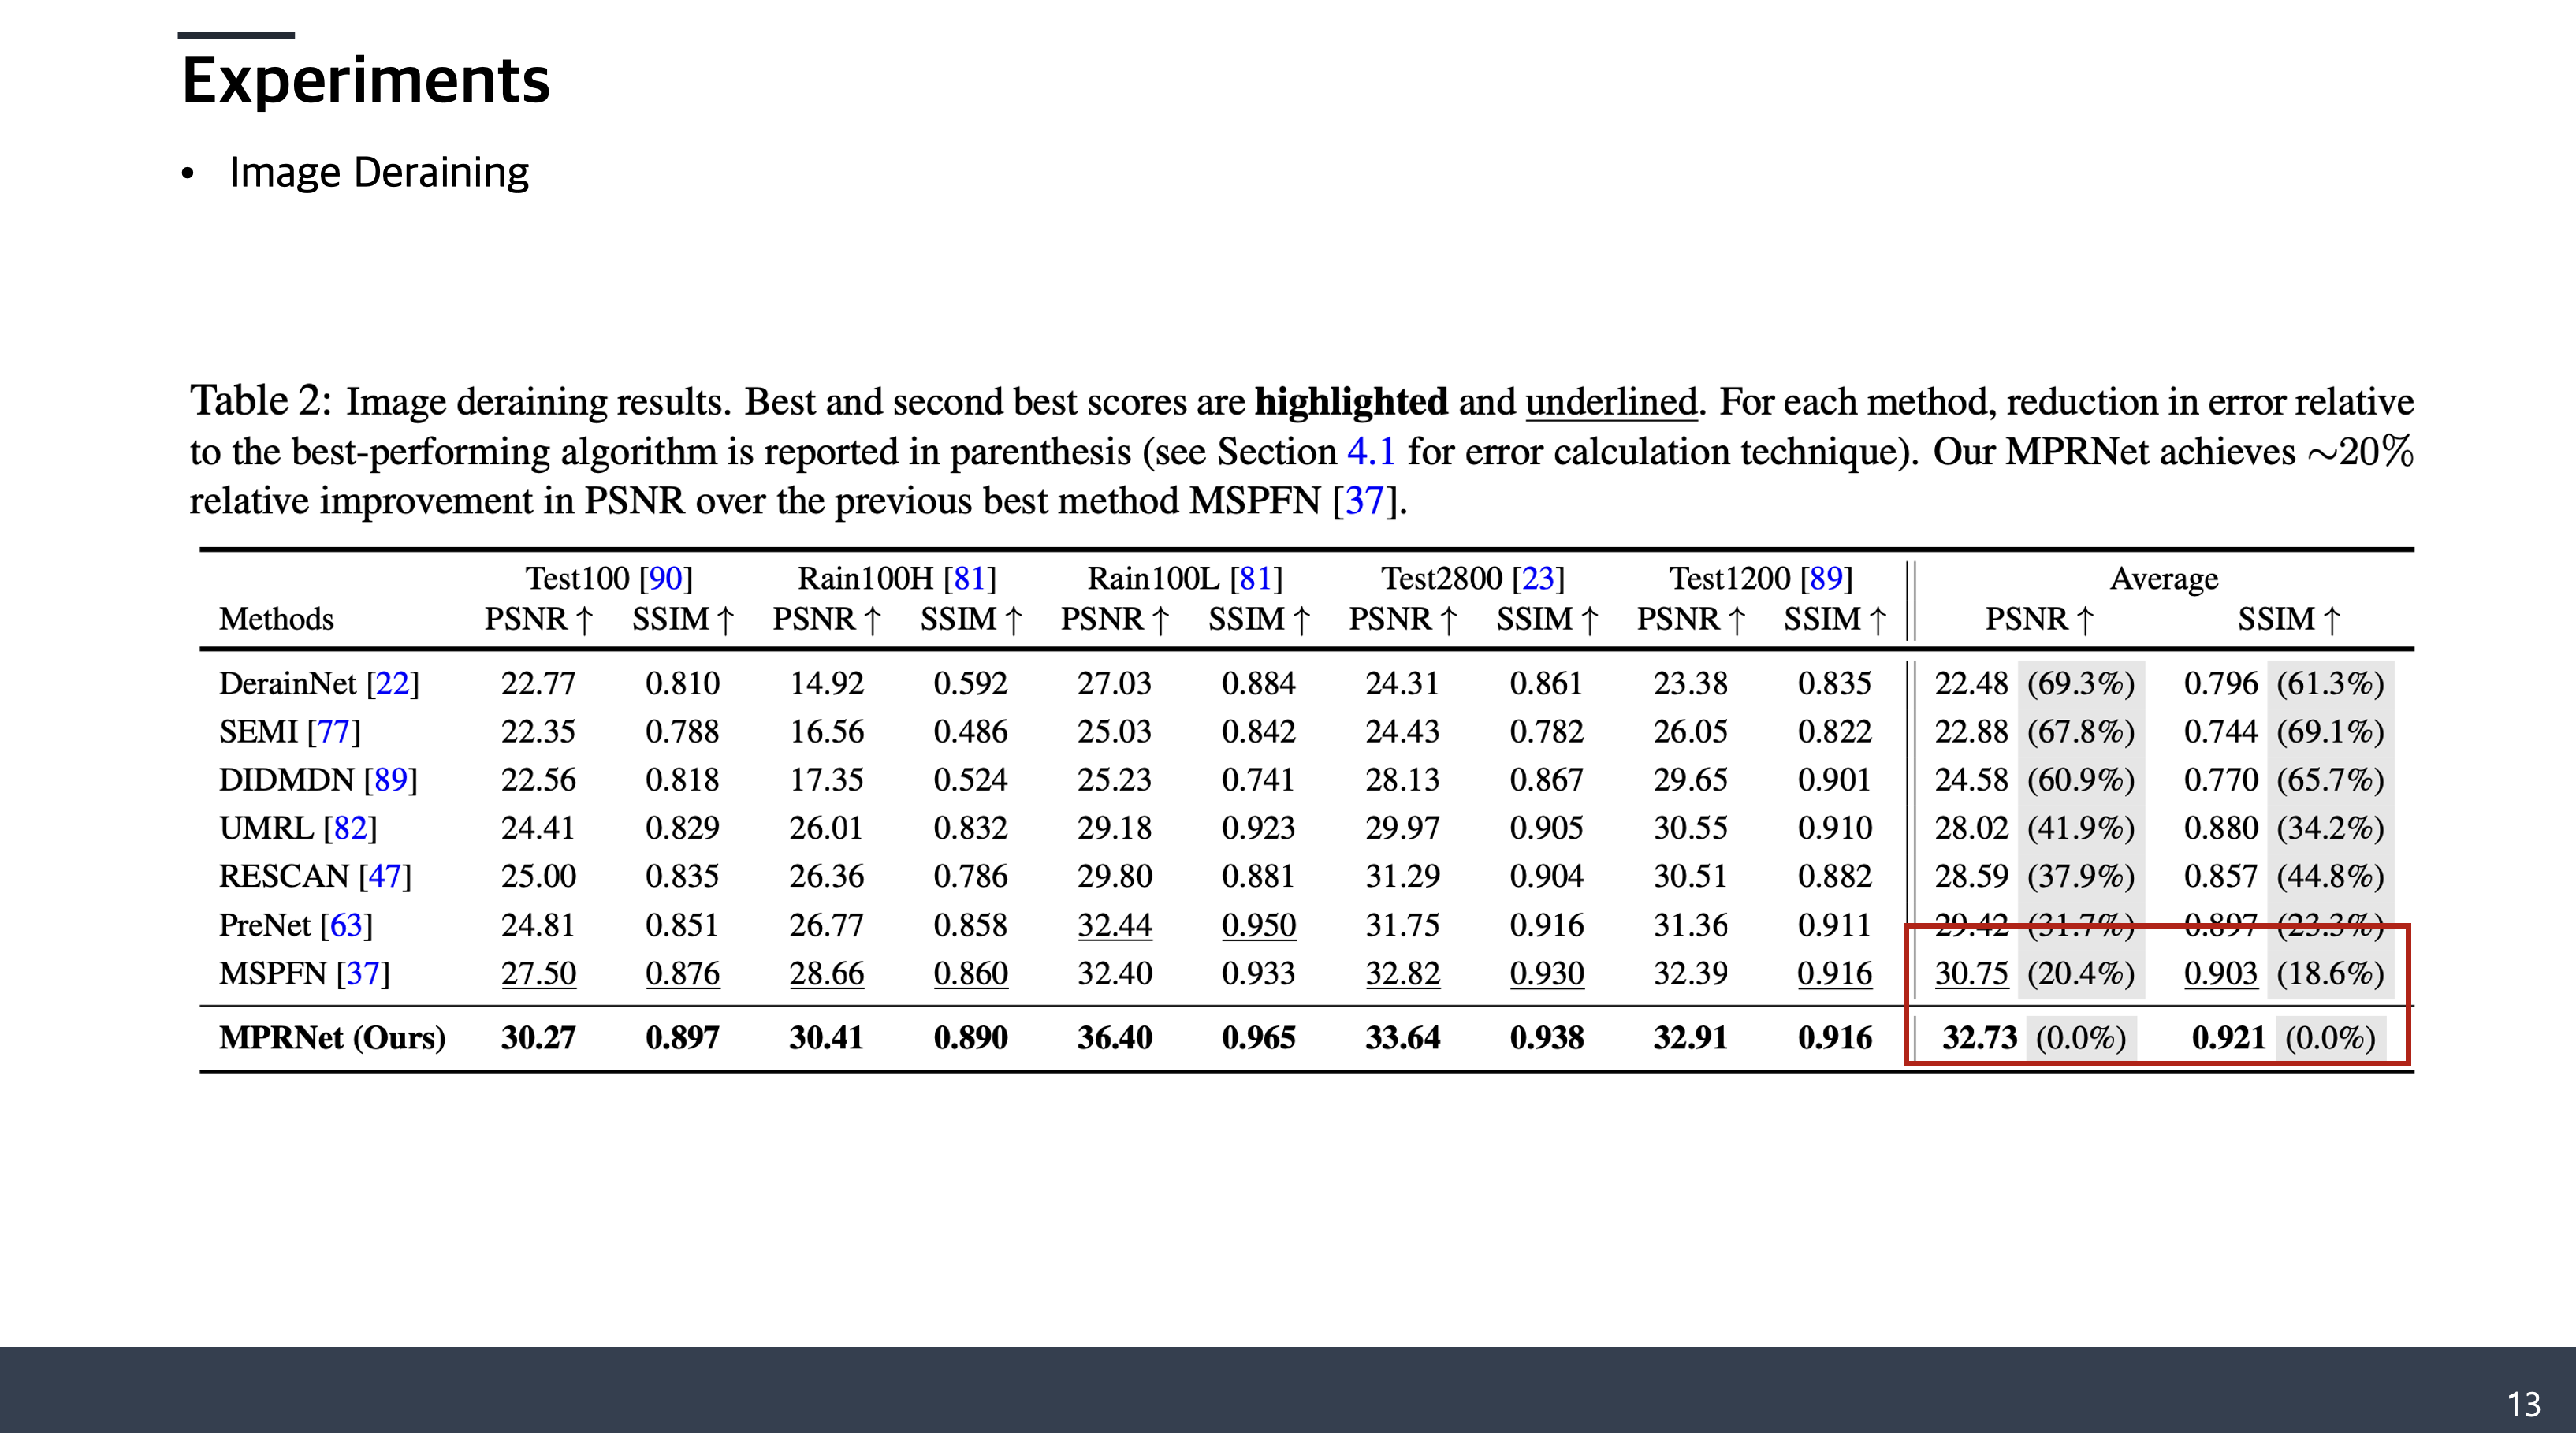 Experiments
• Image Deraining
Table 2: Image deraining results. Best and second best scores are highlighted and underlined. For each method, reduction in error relative
to the best-performing algorithm is reported in parenthesis (see Section 4.1 for error calculation technique). Our MPRNet achieves ∼20%
relative improvement in PSNR over the previous best method MSPFN [37].
Test100 [90] Rain100H [81] Rain100L [81] Test2800 [23] Test1200 [89] Average
Methods PSNR ↑ SSIM ↑ PSNR ↑ SSIM ↑ PSNR ↑ SSIM ↑ PSNR ↑ SSIM ↑ PSNR ↑ SSIM ↑ PSNR ↑ SSIM ↑
DerainNet [22] 22.77 0.810 14.92 0.592 27.03 0.884 24.31 0.861 23.38 0.835 22.48 (69.3%) 0.796 (61.3%)
SEMI [77] 22.35 0.788 16.56 0.486 25.03 0.842 24.43 0.782 26.05 0.822 22.88 (67.8%) 0.744 (69.1%)
DIDMDN [89] 22.56 0.818 17.35 0.524 25.23 0.741 28.13 0.867 29.65 0.901 24.58 (60.9%) 0.770 (65.7%)
UMRL [82] 24.41 0.829 26.01 0.832 29.18 0.923 29.97 0.905 30.55 0.910 28.02 (41.9%) 0.880 (34.2%)
RESCAN [47] 25.00 0.835 26.36 0.786 29.80 0.881 31.29 0.904 30.51 0.882 28.59 (37.9%) 0.857 (44.8%)
PreNet [63] 24.81 0.851 26.77 0.858 32.44 0.950 31.75 0.916 31.36 0.911 29.42 (31.7%) 0.897 (23.3%)
MSPFN [37] 27.50 0.876 28.66 0.860 32.40 0.933 32.82 0.930 32.39 0.916 30.75 (20.4%) 0.903 (18.6%)
MPRNet (Ours) 30.27 0.897 30.41 0.890 36.40 0.965 33.64 0.938 32.91 0.916 32.73 (0.0%) 0.921 (0.0%)
13